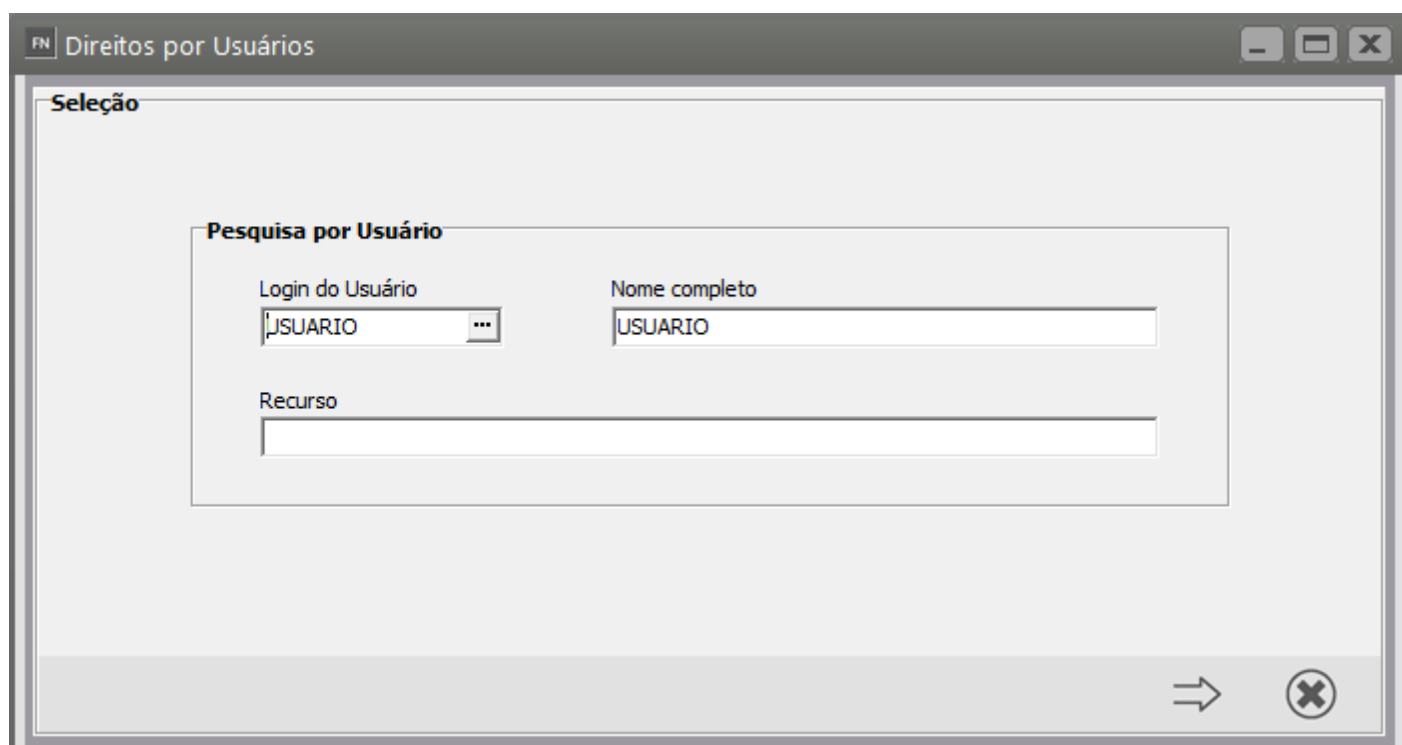 FN Direitos por Usuários
Seleção
Pesquisa por Usuário
Login do Usuário
Nome completo
USUARIO ...
USUARIO
Recurso